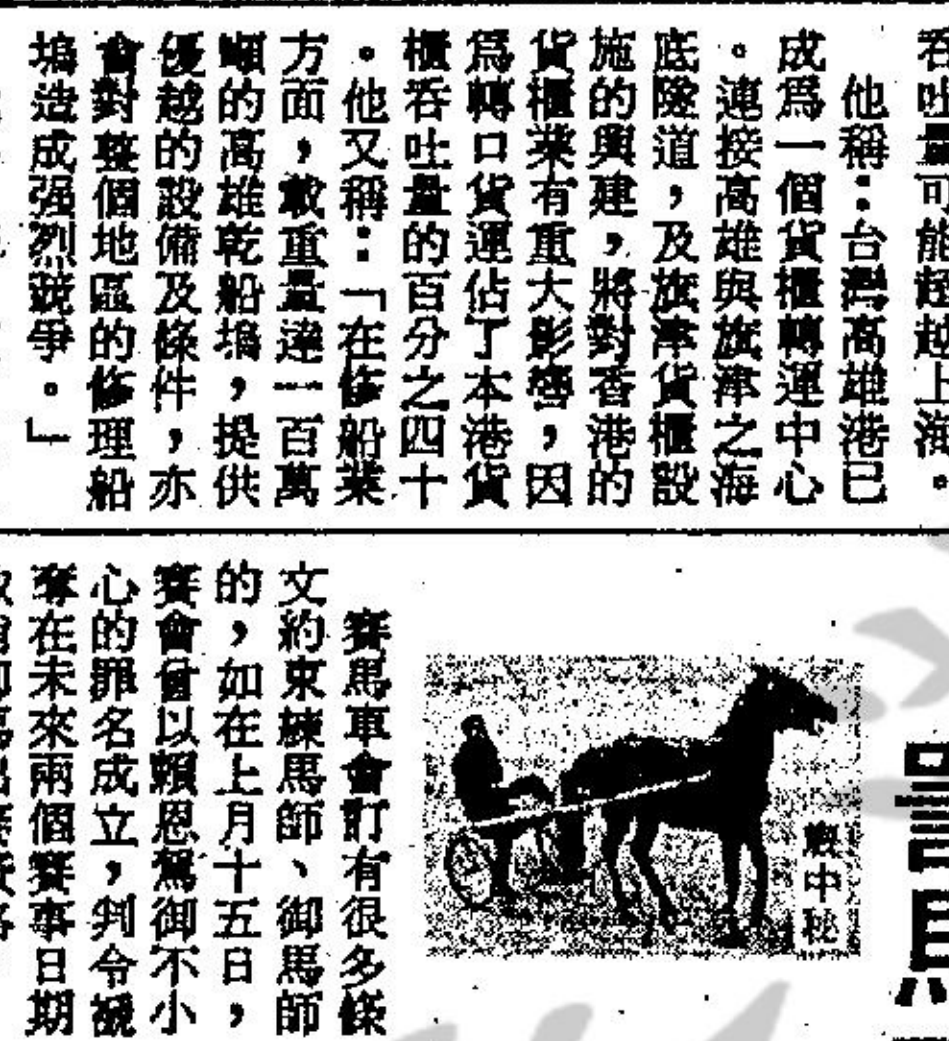 吞吐量可能超越上海。
他稱：台灣高雄港已
成爲一個貨櫃轉運中心
。連接高雄與旗津之海
底隧道，及旗津貨櫃設
施的興建，將對香港的
貨櫃業有重大影響，因
爲轉口貨運佔了本港貨
櫃吞吐量的百分之四十
。他又稱：「在修船業
方面，載重量達一百萬
噸的高雄乾船塢，提供
優越的設備及條件，亦
會對整個地區的修理船
塢造成强烈競爭。」
廐中秘
賽馬車會訂有很多條
文約束練馬師、御馬師
的，如在上月十五日，
賽會曾以賴恩駕御不小
心的罪名成立，判令褫
奪在未來兩個賽事日期